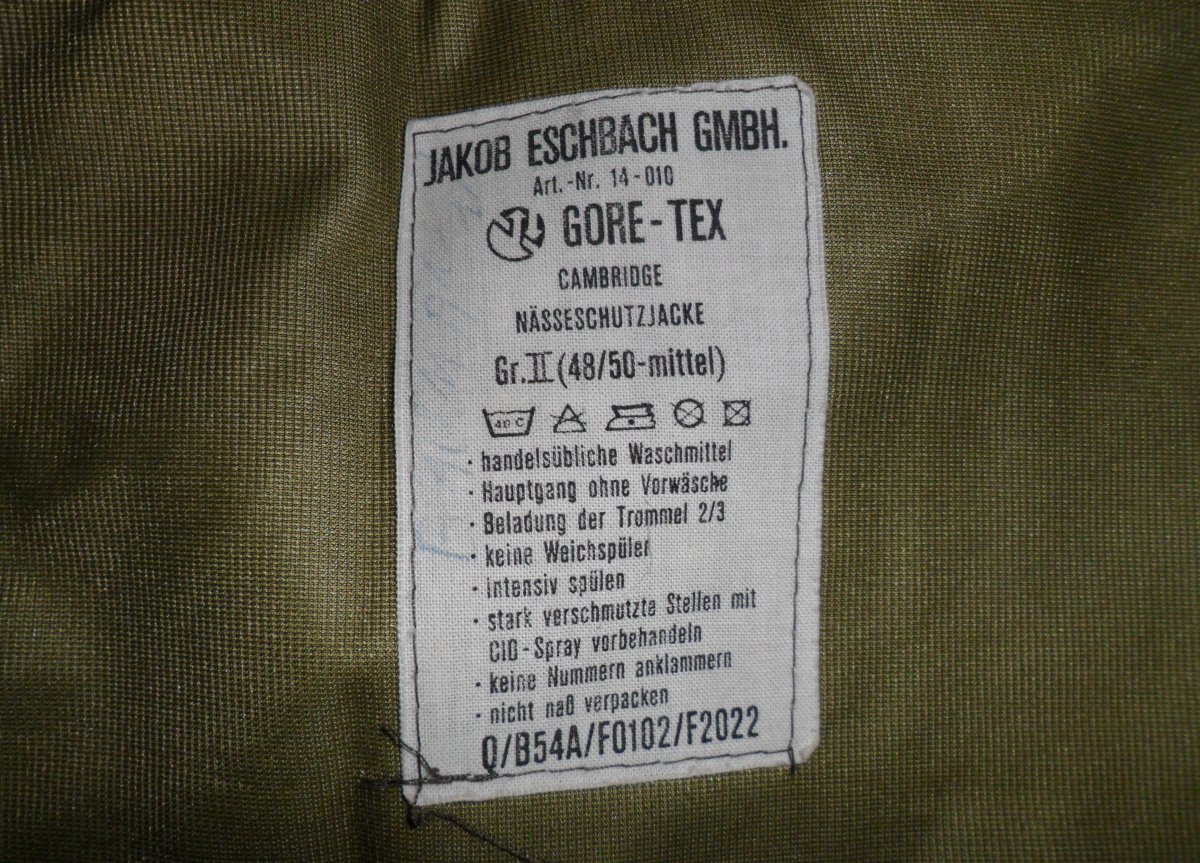 JAKOB ESCHBACH GMBH.
Art.-Nr. 14-010
GORE-TEX
CAMBRIDGE
NÄSSESCHUTZJACKE
Gr. II (48/50-mittel)
40 C
· handelsübliche Waschmittel
· Hauptgang ohne Vorwäsche
· Beladung der Trommel 2/3
· keine Weichspüler
· intensiv spülen
· stark verschmutzte Stellen mit
CIO-Spray vorbehandeln
· keine Nummern anklammern
· nicht naß verpacken
Q/B54A/F0102/F2022